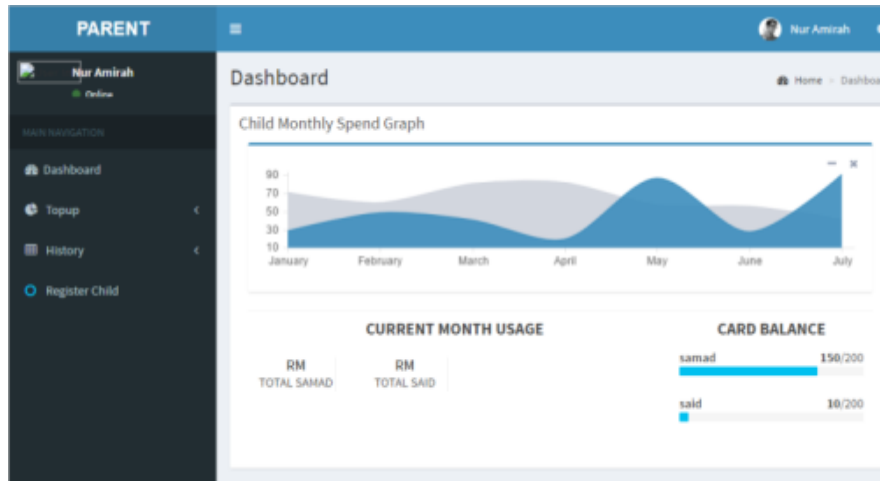 PARENT
Nur Amirah
Nur Amirah
Online
MAIN NAVIGATION
Dashboard
Topup
History
Register Child
Dashboard
Home > Dashboa
Child Monthly Spend Graph
90
70
50
30
10
January February March April May June July
CURRENT MONTH USAGE
RM
TOTAL SAMAD
RM
TOTAL SAID
CARD BALANCE
samad 150/200
said 10/200